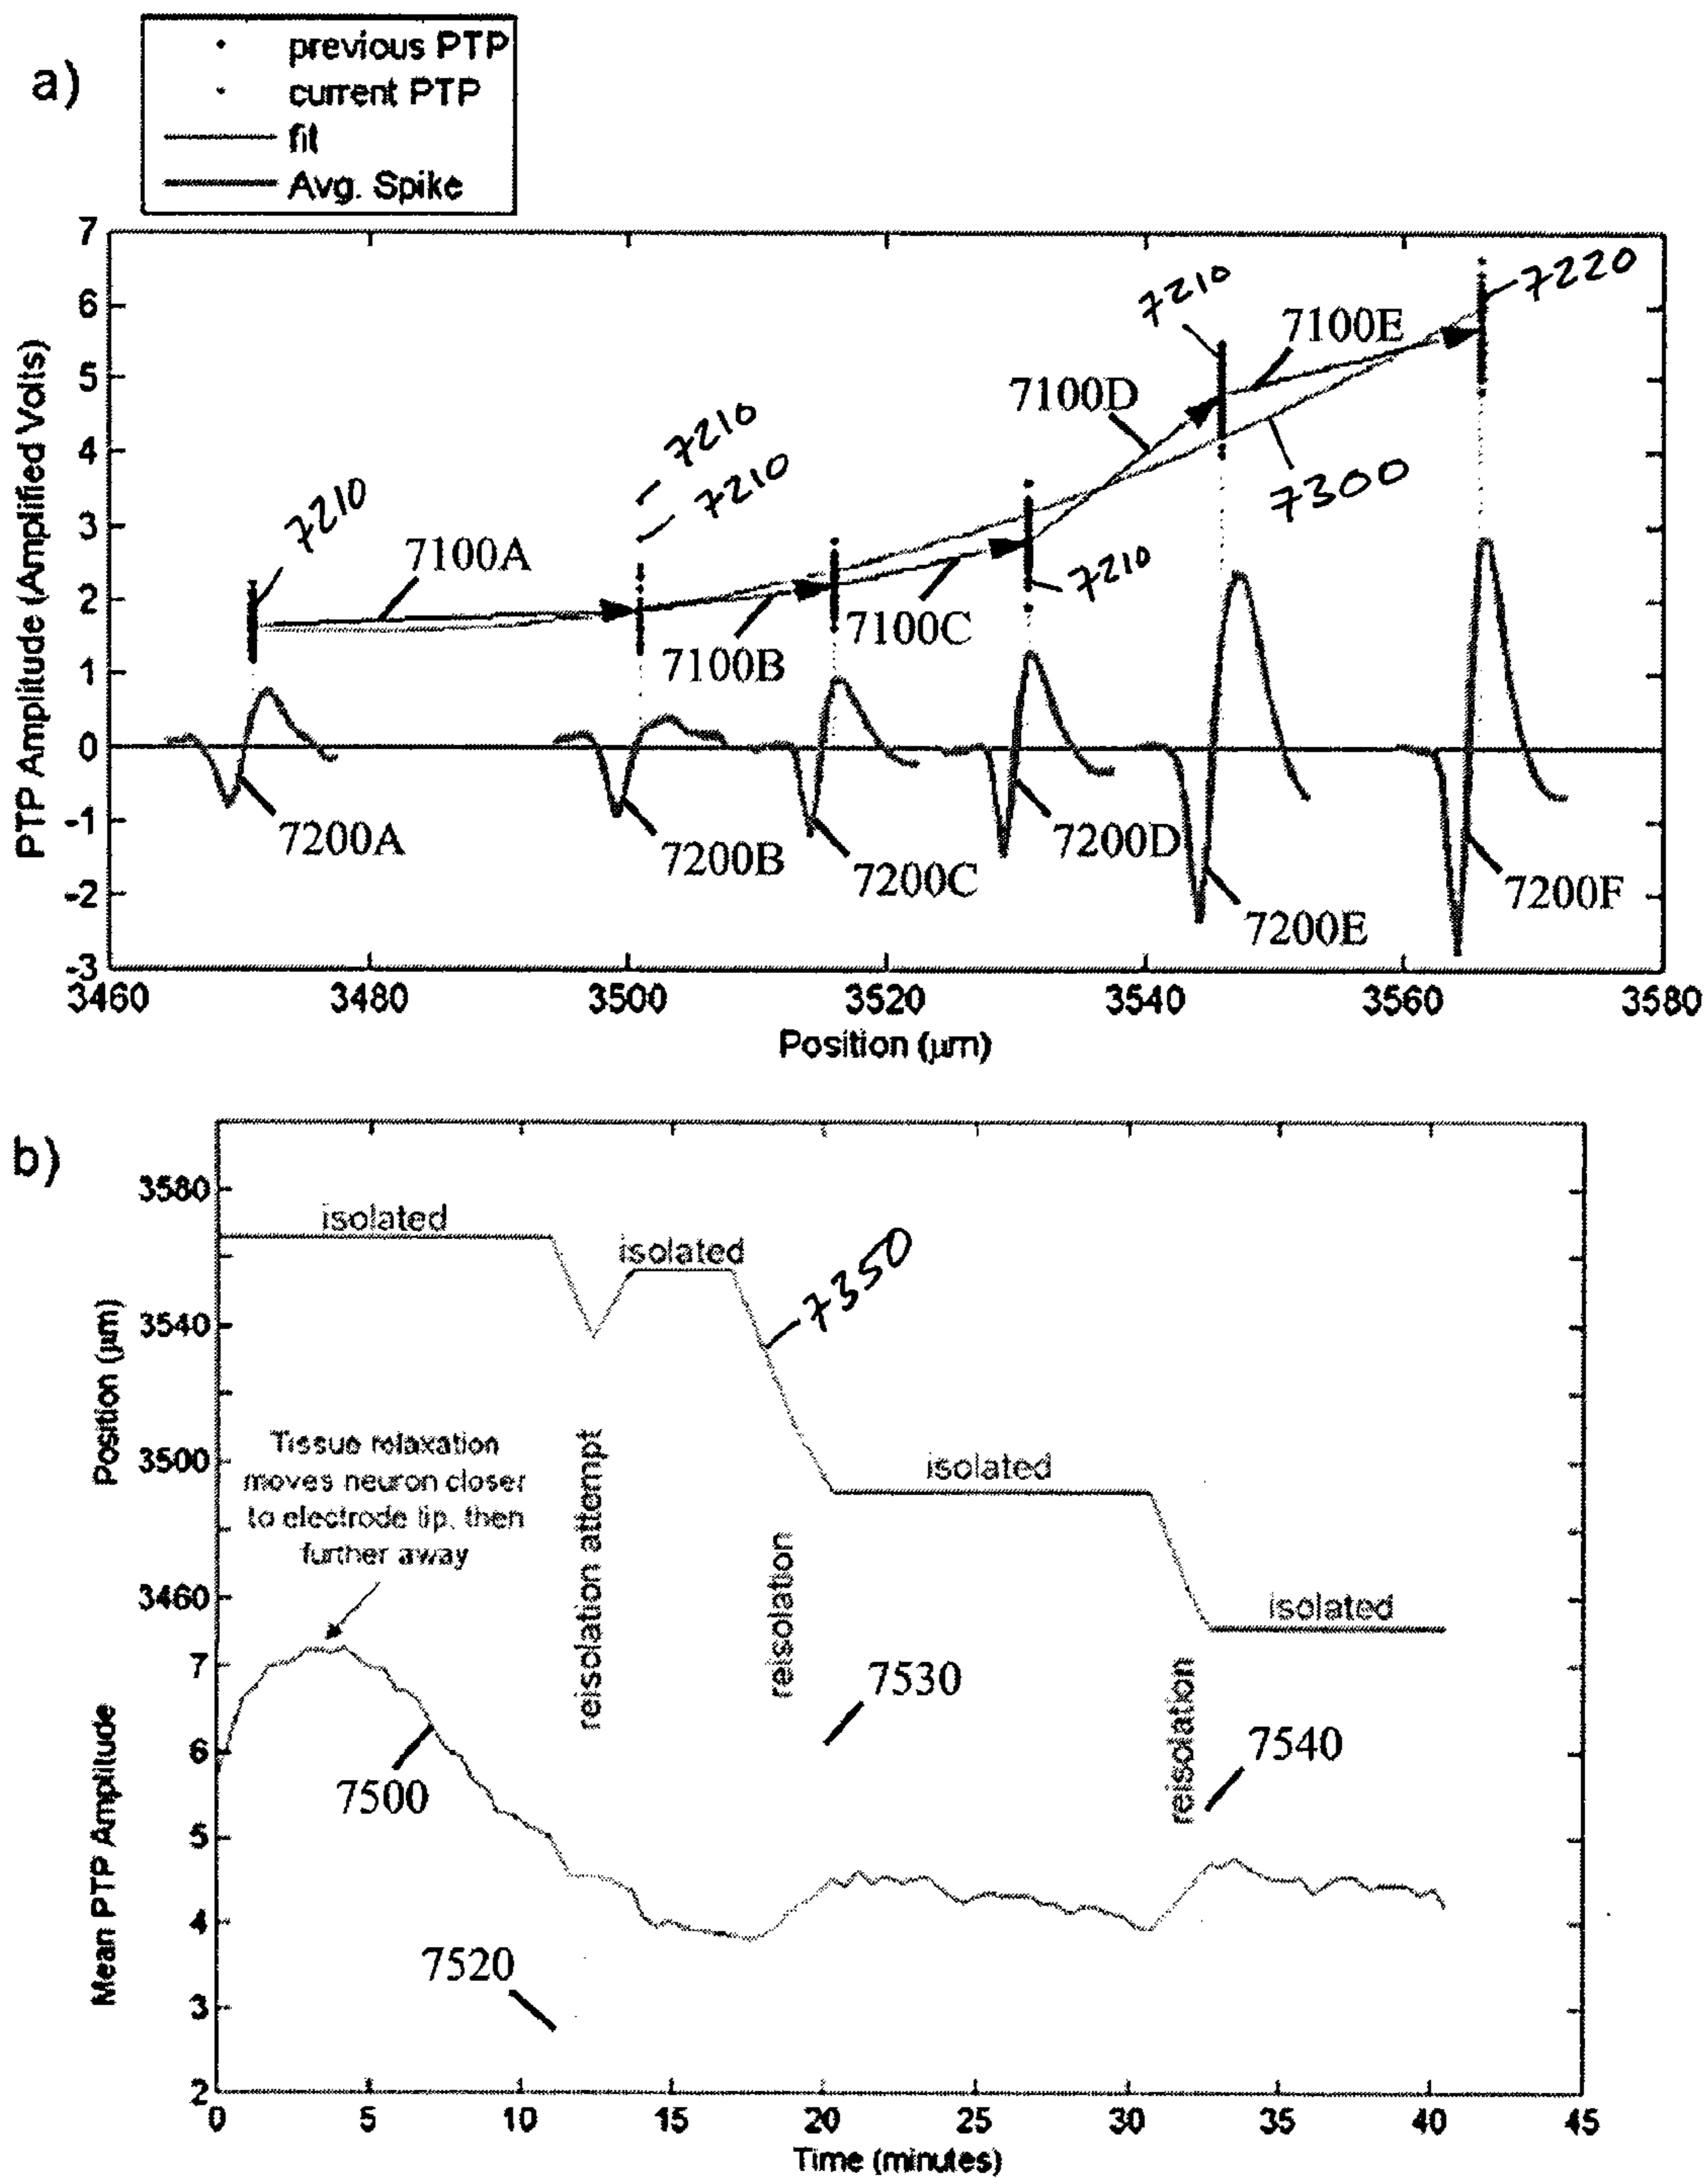 a)
previous PTP
current PTP
fit
Avg. Spike
PTP Amplitude (Amplified Volts)
7
6
5
4
3
2
1
0
-1
-2
-3
3460
3480
3500
3520
3540
3560
3580
Position (μm)
7210
7100A
7210
7210
7100B
7100C
7210
7100D
7210
7100E
7220
7300
7200A
7200B
7200C
7200D
7200E
7200F
b)
Position (μm)
3580
3540
3500
3460
isolated
isolated
7350
isolated
isolated
Tissue relaxation
moves neuron closer
to electrode tip, then
further away
reisolation attempt
reisolation
reisolation
7530
7540
7500
7520
Mean PTP Amplitude
7
6
5
4
3
2
0
5
10
15
20
25
30
35
40
45
Time (minutes)